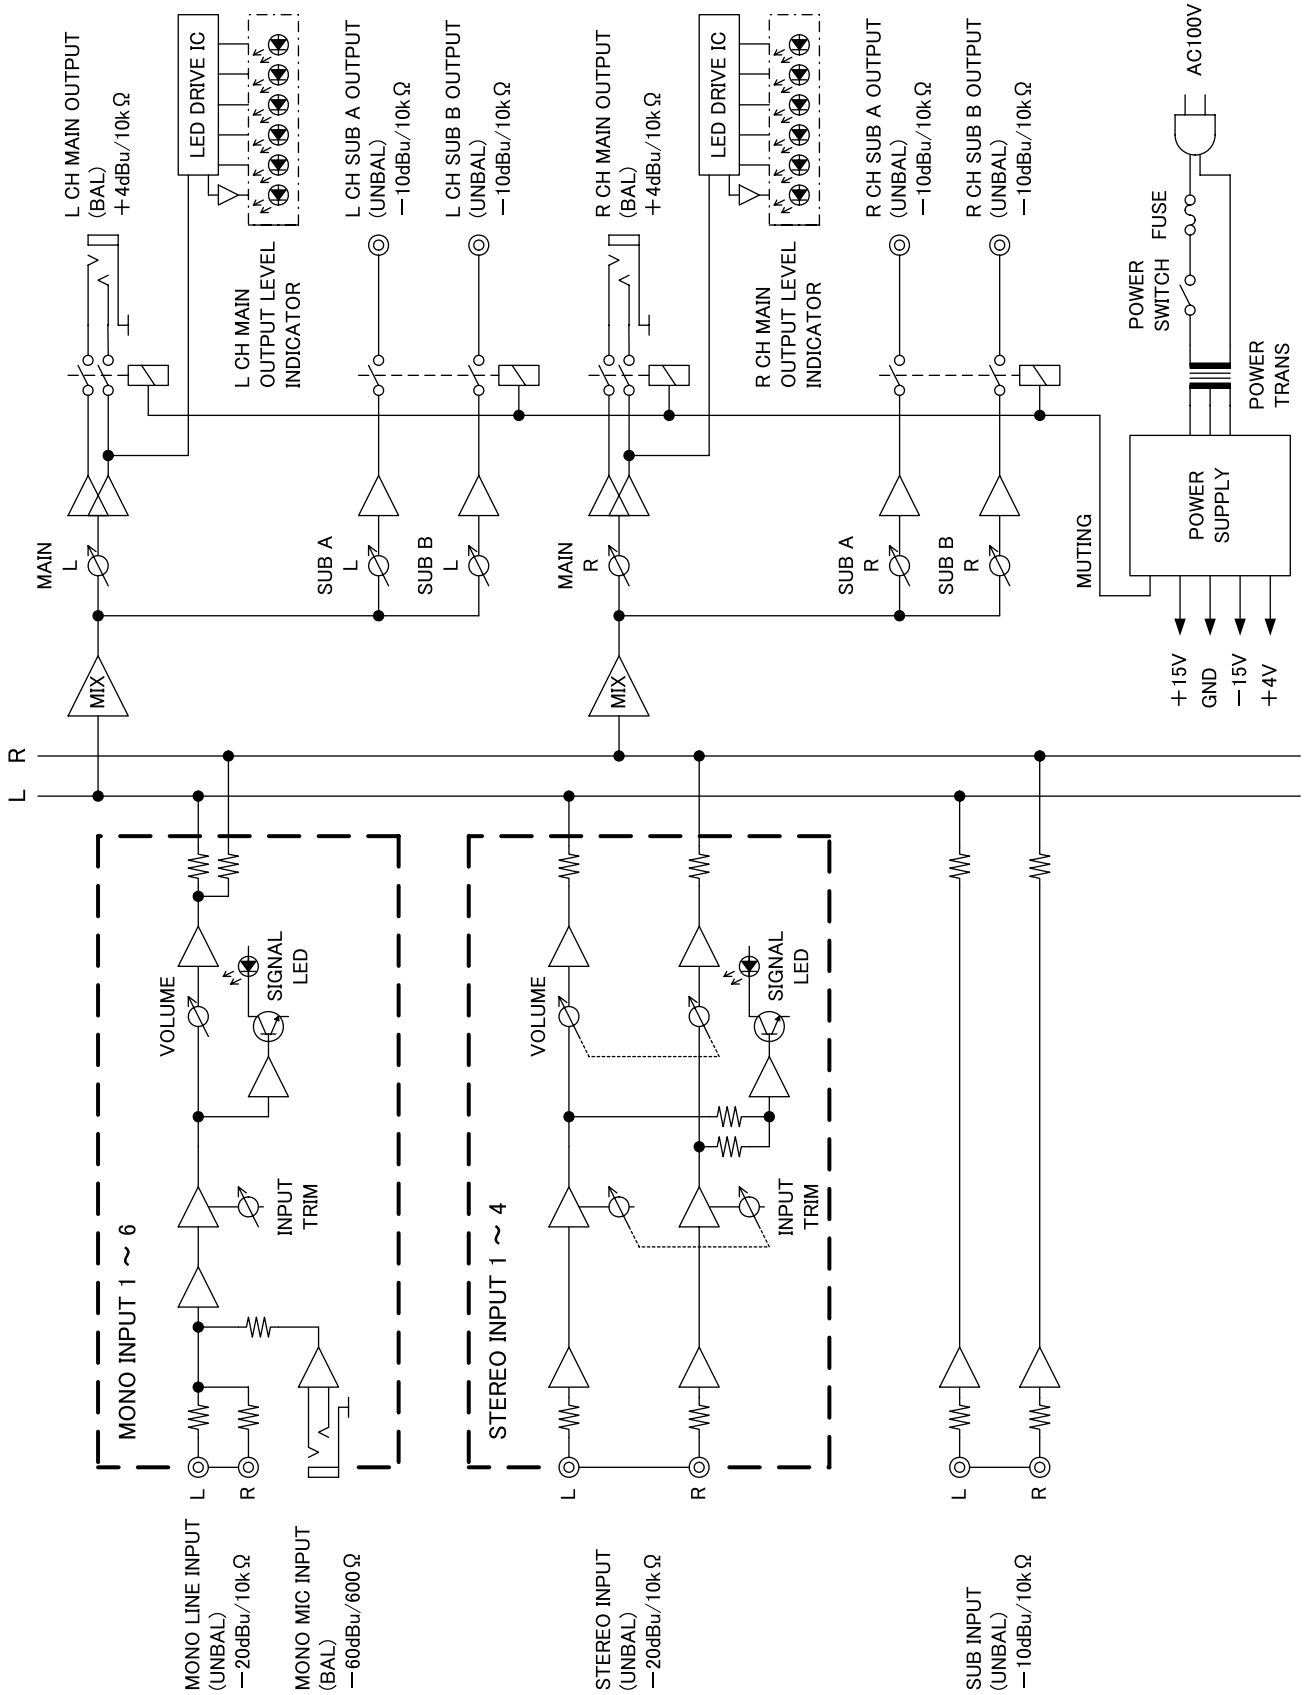 MONO LINE INPUT
(UNBAL)
−20dBu/10kΩ
MONO MIC INPUT
(BAL)
−60dBu/600Ω
STEREO INPUT
(UNBAL)
−20dBu/10kΩ
SUB INPUT
(UNBAL)
−10dBu/10kΩ
L
R
L
R
L
R
MONO INPUT 1 ～ 6
INPUT
TRIM
VOLUME
SIGNAL
LED
STEREO INPUT 1 ～ 4
INPUT
TRIM
VOLUME
SIGNAL
LED
L
R
MIX
MIX
MAIN
L
SUB A
L
SUB B
L
MAIN
R
SUB A
R
SUB B
R
L CH MAIN OUTPUT
(BAL)
+4dBu/10kΩ
LED DRIVE IC
L CH MAIN
OUTPUT LEVEL
INDICATOR
L CH SUB A OUTPUT
(UNBAL)
−10dBu/10kΩ
L CH SUB B OUTPUT
(UNBAL)
−10dBu/10kΩ
R CH MAIN OUTPUT
(BAL)
+4dBu/10kΩ
LED DRIVE IC
R CH MAIN
OUTPUT LEVEL
INDICATOR
R CH SUB A OUTPUT
(UNBAL)
−10dBu/10kΩ
R CH SUB B OUTPUT
(UNBAL)
−10dBu/10kΩ
MUTING
+15V
GND
−15V
+4V
POWER
SUPPLY
POWER
TRANS
POWER
SWITCH
FUSE
AC100V